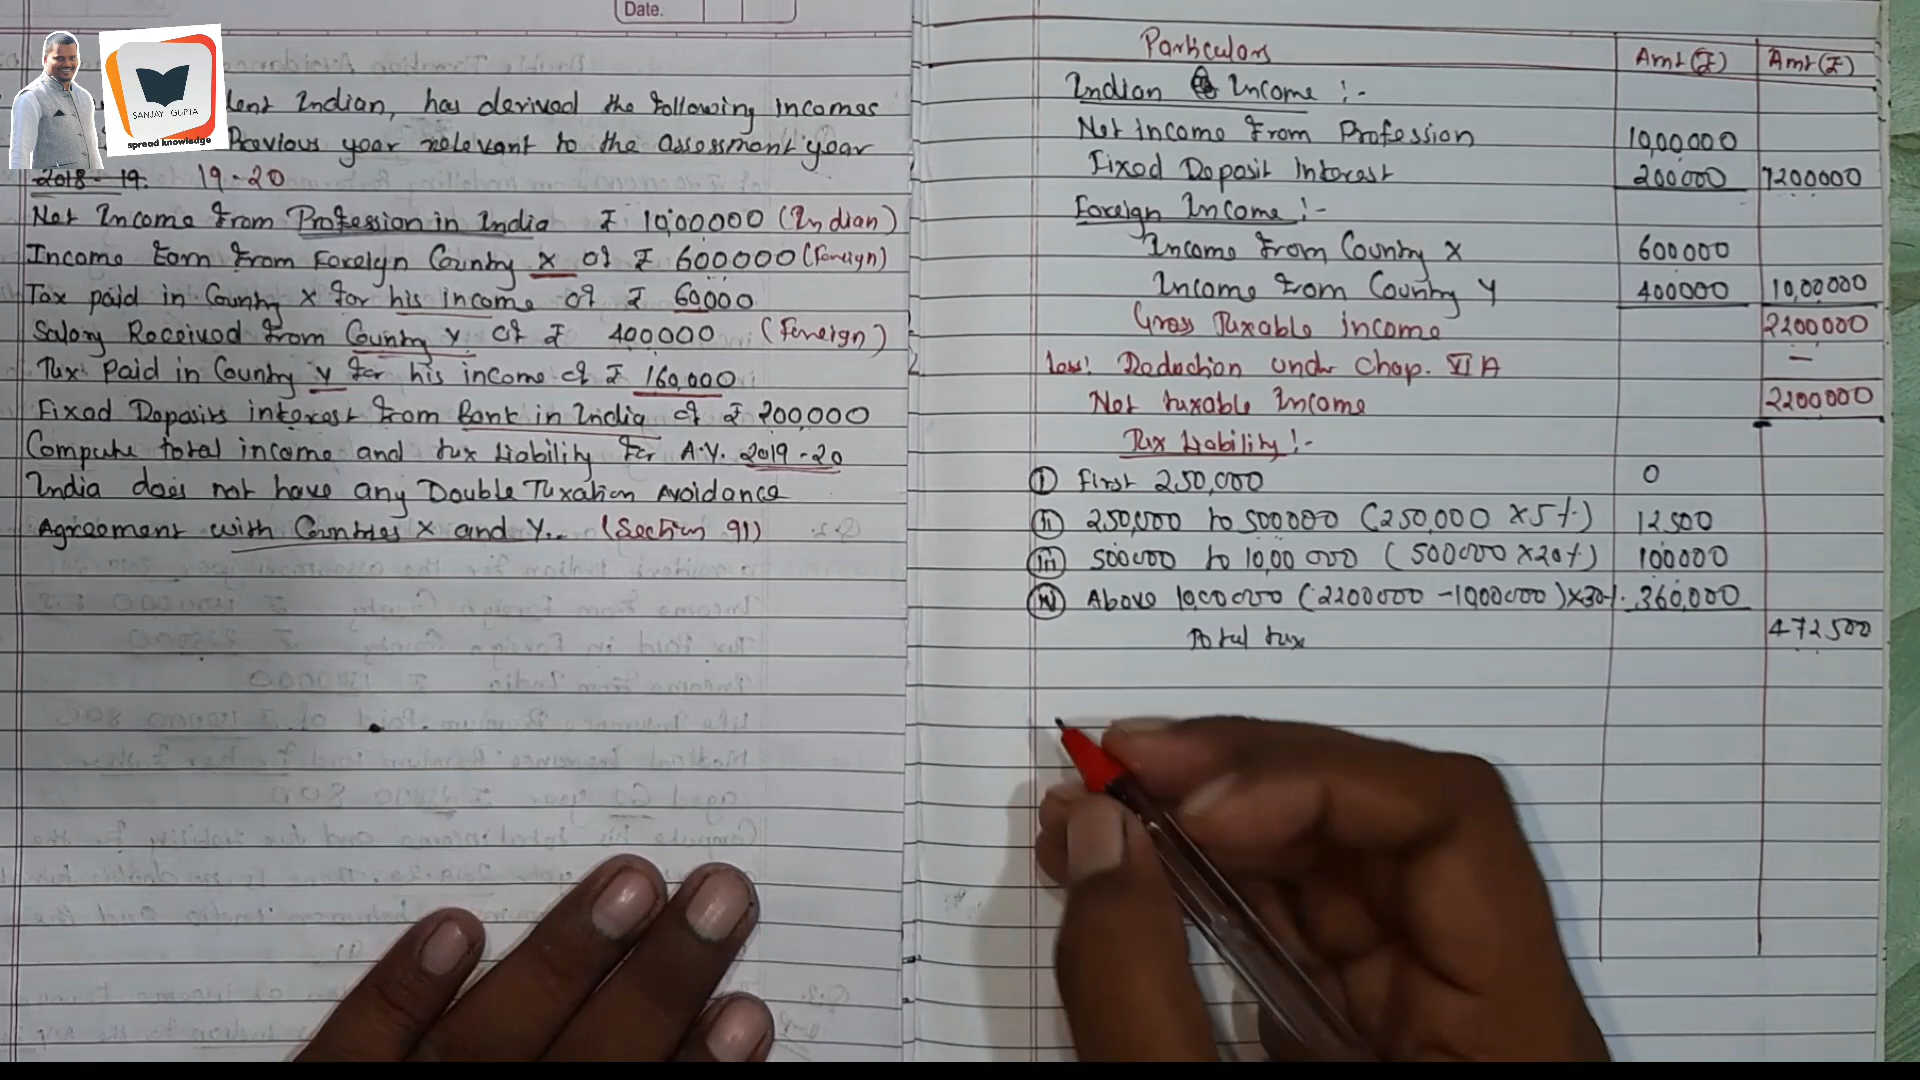 Date.
SANJAY GUPTA
spread knowledge
dent Indian, has derived the following incomes
Previous year relevant to the assessment year
2018-19. 19-20
Net Income from Profession in India ₹ 10,00,000 (Indian)
Income Earn from Foreign Country X of ₹ 600000 (Foreign)
Tax paid in Country X for his income of ₹ 60000
Salary Received from Country Y of ₹ 400000 (Foreign)
Tax Paid in Country Y for his income of ₹ 160,000
Fixed Deposits interest from Bank in India of ₹ 200,000
Compute total income and tax liability for A.Y. 2019-20
India does not have any Double Taxation Avoidance
Agreement with Countries X and Y.. (Section 91)
Particulars Amt (₹) Amt (₹)
Indian Income :-
Net income from Profession 10,00,000
Fixed Deposit Interest 200000 1200000
Foreign Income :-
Income from Country X 600000
Income from Country Y 400000 10,00000
Gross Taxable income 2200000
Less: Deduction under Chap. VI A -
Net taxable Income 2200000
Tax Liability :-
(I) First 250,000 0
(II) 250,000 to 500000 (250,000 x 5%) 12500
(III) 500000 to 10,00 000 (500000 x 20%) 100000
(IV) Above 1000000 (2200000 - 1000000) x 30% 360,000
Total tax 472500